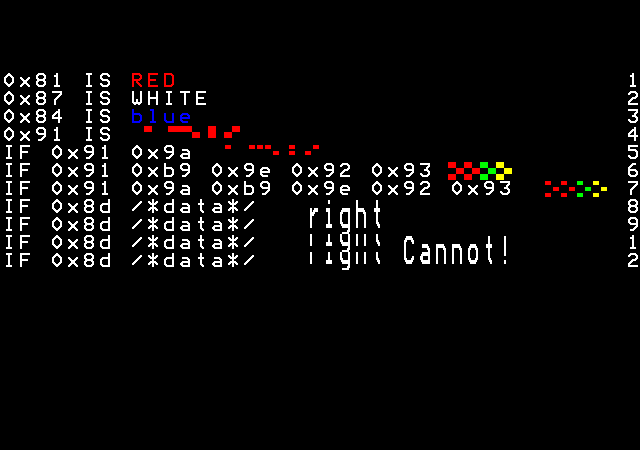 0x81 IS RED 1
0x87 IS WHITE 2
0x84 IS blue 3
0x91 IS 4
IF 0x91 0x9a 5
IF 0x91 0xb9 0x9e 0x92 0x93 6
IF 0x91 0x9a 0xb9 0x9e 0x92 0x93 7
IF 0x8d /*data*/ right 8
IF 0x8d /*data*/ 9
IF 0x8d /*data*/ right Cannot! 1
IF 0x8d /*data*/ 2